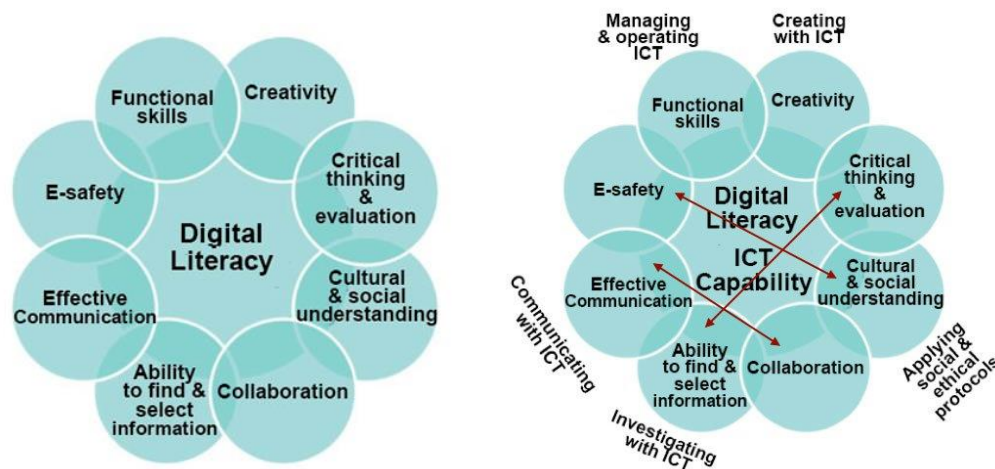 Functional
skills
Creativity
E-safety
Critical
thinking
&
evaluation
Digital
Literacy
Effective
Communication
Cultural
& social
understanding
Ability
to find &
select
information
Collaboration
Managing
& operating
ICT
Creating
with ICT
Functional
skills
Creativity
E-safety
Critical
thinking
&
evaluation
Digital
Literacy
ICT
Capability
Effective
Communication
Cultural
& social
understanding
Ability
to find &
select
information
Collaboration
Communicating
with ICT
Investigating
with ICT
Applying
social &
ethical
protocols